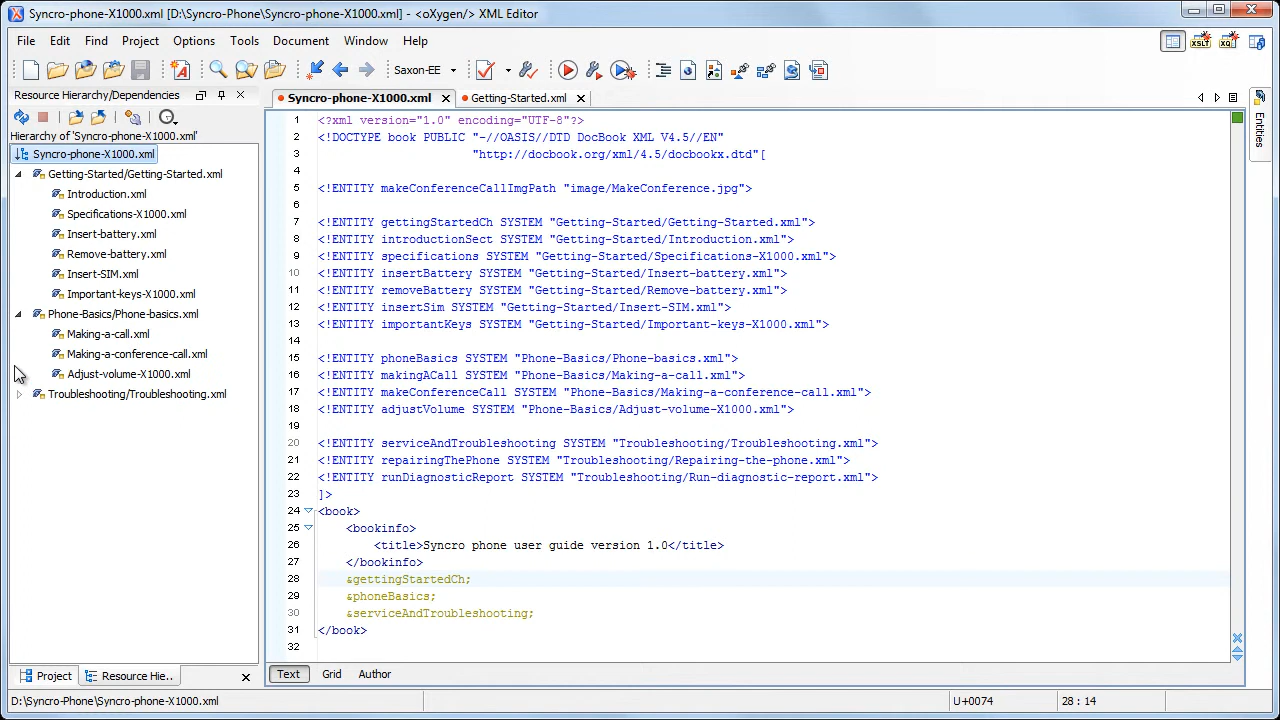 Syncro-phone-X1000.xml [D:\Syncro-Phone/Syncro-phone-X1000.xml] - <oXygen/> XML Editor
File Edit Find Project Options Tools Document Window Help
XSLT XQ
Saxon-EE
Resource Hierarchy/Dependencies
Syncro-phone-X1000.xml Getting-Started.xml
Hierarchy of 'Syncro-phone-X1000.xml'
Syncro-phone-X1000.xml
Getting-Started/Getting-Started.xml
Introduction.xml
Specifications-X1000.xml
Insert-battery.xml
Remove-battery.xml
Insert-SIM.xml
Important-keys-X1000.xml
Phone-Basics/Phone-basics.xml
Making-a-call.xml
Making-a-conference-call.xml
Adjust-volume-X1000.xml
Troubleshooting/Troubleshooting.xml
1 <?xml version="1.0" encoding="UTF-8"?>
2 <!DOCTYPE book PUBLIC "-//OASIS//DTD DocBook XML V4.5//EN"
3 "http://docbook.org/xml/4.5/docbookx.dtd"[
4
5 <!ENTITY makeConferenceCallImgPath "image/MakeConference.jpg">
6
7 <!ENTITY gettingStartedCh SYSTEM "Getting-Started/Getting-Started.xml">
8 <!ENTITY introductionSect SYSTEM "Getting-Started/Introduction.xml">
9 <!ENTITY specifications SYSTEM "Getting-Started/Specifications-X1000.xml">
10 <!ENTITY insertBattery SYSTEM "Getting-Started/Insert-battery.xml">
11 <!ENTITY removeBattery SYSTEM "Getting-Started/Remove-battery.xml">
12 <!ENTITY insertSim SYSTEM "Getting-Started/Insert-SIM.xml">
13 <!ENTITY importantKeys SYSTEM "Getting-Started/Important-keys-X1000.xml">
14
15 <!ENTITY phoneBasics SYSTEM "Phone-Basics/Phone-basics.xml">
16 <!ENTITY makingACall SYSTEM "Phone-Basics/Making-a-call.xml">
17 <!ENTITY makeConferenceCall SYSTEM "Phone-Basics/Making-a-conference-call.xml">
18 <!ENTITY adjustVolume SYSTEM "Phone-Basics/Adjust-volume-X1000.xml">
19
20 <!ENTITY serviceAndTroubleshooting SYSTEM "Troubleshooting/Troubleshooting.xml">
21 <!ENTITY repairingThePhone SYSTEM "Troubleshooting/Repairing-the-phone.xml">
22 <!ENTITY runDiagnosticReport SYSTEM "Troubleshooting/Run-diagnostic-report.xml">
23 ]>
24 <book>
25 <bookinfo>
26 <title>Syncro phone user guide version 1.0</title>
27 </bookinfo>
28 &gettingStartedCh;
29 &phoneBasics;
30 &serviceAndTroubleshooting;
31 </book>
32
Entities
Project Resource Hie..
Text Grid Author
D:\Syncro-Phone/Syncro-phone-X1000.xml U+0074 28 : 14